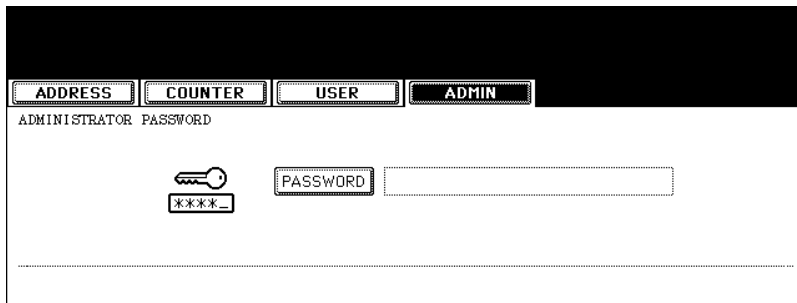 ADDRESS COUNTER USER ADMIN
ADMINISTRATOR PASSWORD
PASSWORD
****_